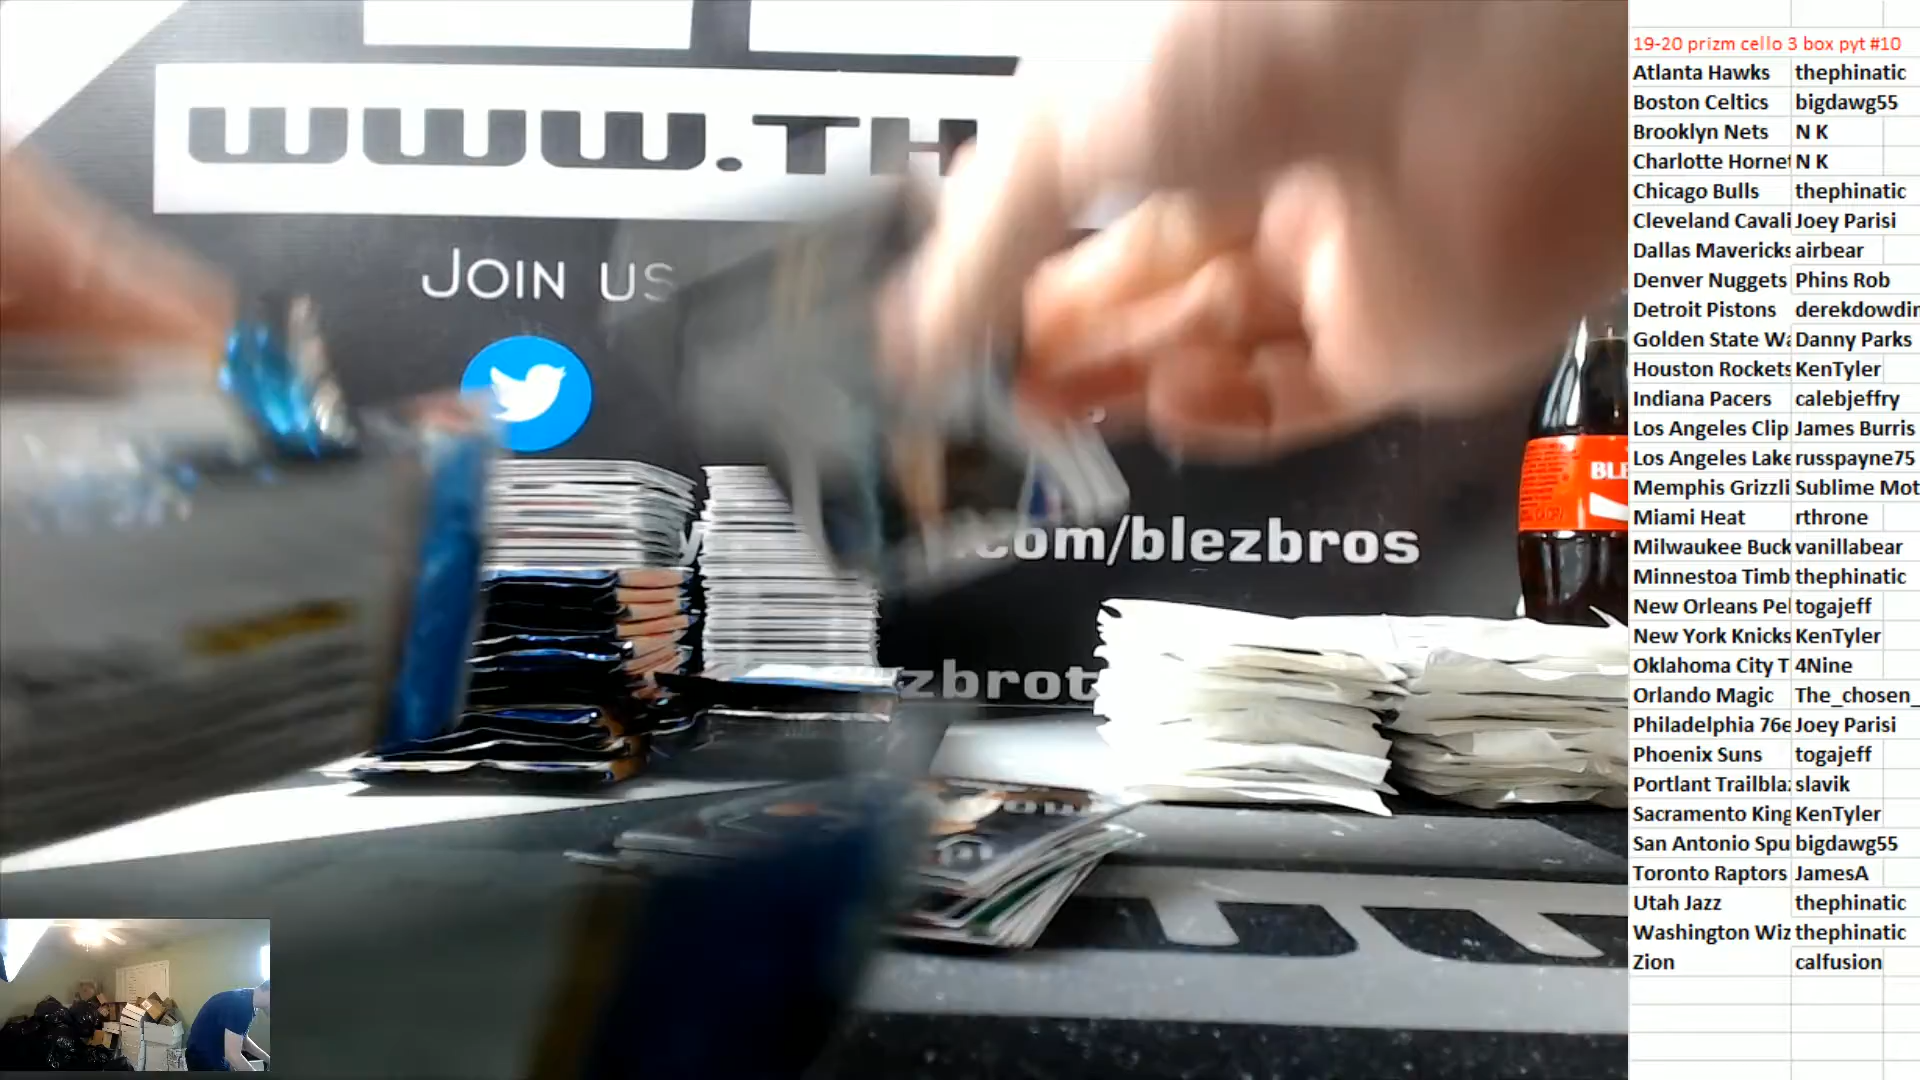 www.TH
JOIN US
.com/blezbros
zbrot
BLE
19-20 prizm cello 3 box pyt #10
Atlanta Hawks thephinatic
Boston Celtics bigdawg55
Brooklyn Nets N K
Charlotte Hornet N K
Chicago Bulls thephinatic
Cleveland Cavali Joey Parisi
Dallas Mavericks airbear
Denver Nuggets Phins Rob
Detroit Pistons derekdowdin
Golden State Wa Danny Parks
Houston Rockets KenTyler
Indiana Pacers calebjeffry
Los Angeles Clip James Burris
Los Angeles Lake russpayne75
Memphis Grizzli Sublime Mot
Miami Heat rthrone
Milwaukee Buck vanillabear
Minnestoa Timb thephinatic
New Orleans Pel togajeff
New York Knicks KenTyler
Oklahoma City T 4Nine
Orlando Magic The_chosen_
Philadelphia 76e Joey Parisi
Phoenix Suns togajeff
Portlant Trailblaz slavik
Sacramento King KenTyler
San Antonio Spu bigdawg55
Toronto Raptors JamesA
Utah Jazz thephinatic
Washington Wiz thephinatic
Zion calfusion